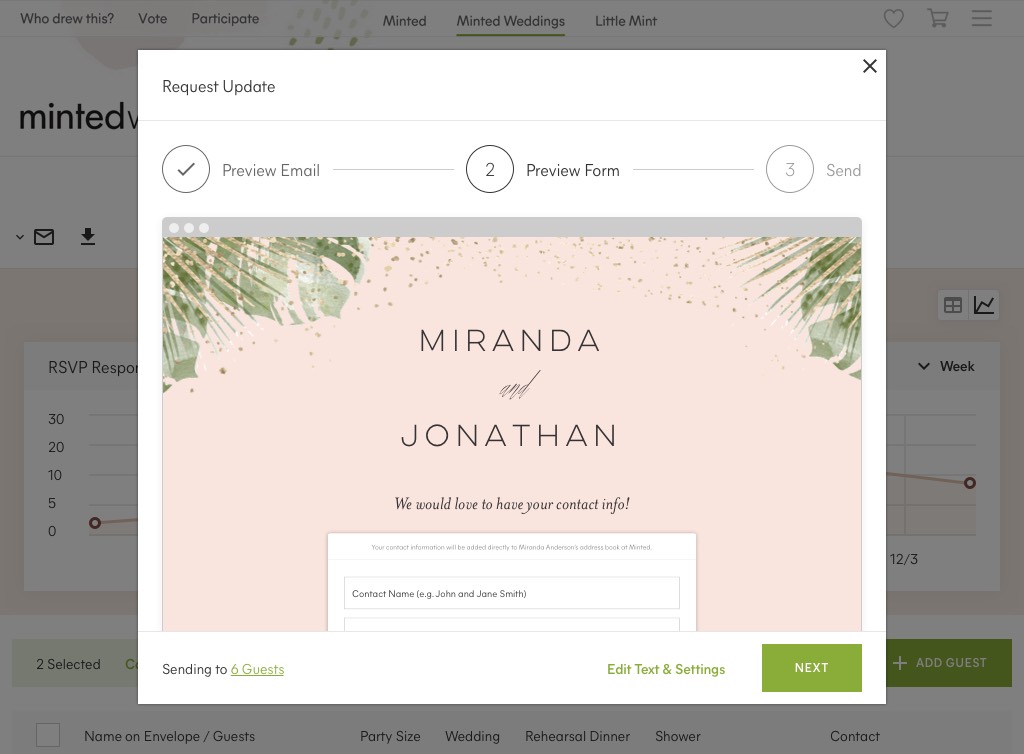 Who drew this? Vote Participate Minted Minted Weddings Little Mint
minted
Request Update
Preview Email 2 Preview Form 3 Send
MIRANDA
and
JONATHAN
We would love to have your contact info!
Your contact information will be added directly to Miranda Anderson's address book at Minted.
Contact Name (e.g. John and Jane Smith)
RSVP Respon
Week
30
20
10
5
0
12/3
2 Selected
Sending to 6 Guests
Edit Text & Settings
NEXT
ADD GUEST
Name on Envelope / Guests Party Size Wedding Rehearsal Dinner Shower Contact